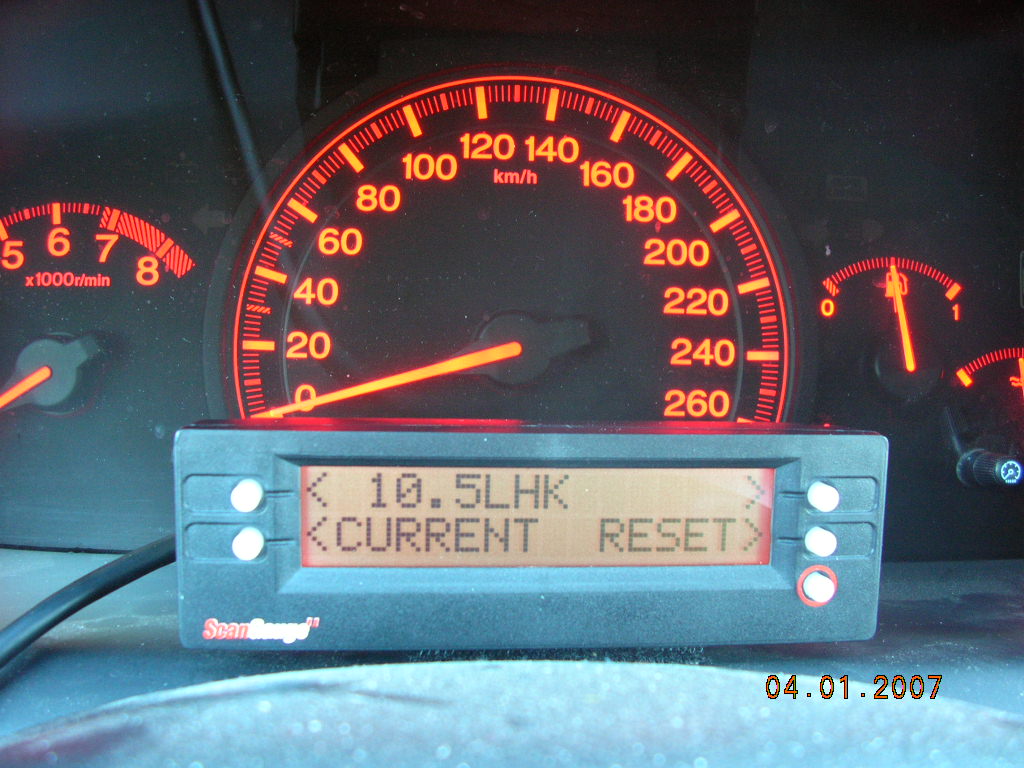 0 20 40 60 80 100 120 140 160 180 200 220 240 260
km/h
5 6 7 8
x1000r/min
0 1
< 10.5LHK >
<CURRENT RESET>
ScanGauge II
04.01.2007